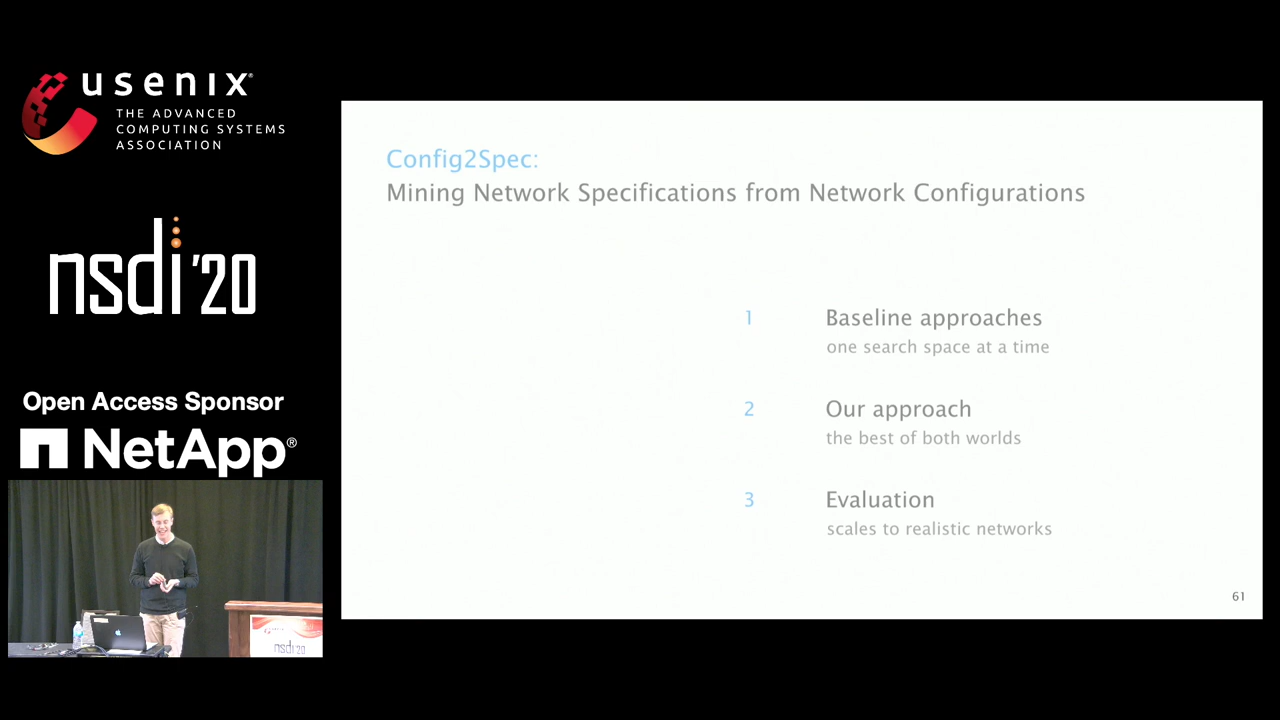 usenix®
THE ADVANCED
COMPUTING SYSTEMS
ASSOCIATION
nsdi '20
Open Access Sponsor
NetApp®
Config2Spec:
Mining Network Specifications from Network Configurations
1 Baseline approaches
one search space at a time
2 Our approach
the best of both worlds
3 Evaluation
scales to realistic networks
61
nsdi '20